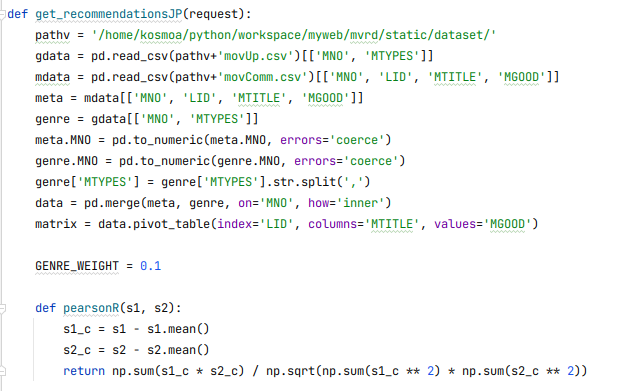 def get_recommendationsJP(request):
    pathv = '/home/kosmoa/python/workspace/myweb/mvrd/static/dataset/'
    gdata = pd.read_csv(pathv+'movUp.csv')[['MNO', 'MTYPES']]
    mdata = pd.read_csv(pathv+'movComm.csv')[['MNO', 'LID', 'MTITLE', 'MGOOD']]
    meta = mdata[['MNO', 'LID', 'MTITLE', 'MGOOD']]
    genre = gdata[['MNO', 'MTYPES']]
    meta.MNO = pd.to_numeric(meta.MNO, errors='coerce')
    genre.MNO = pd.to_numeric(genre.MNO, errors='coerce')
    genre['MTYPES'] = genre['MTYPES'].str.split(',')
    data = pd.merge(meta, genre, on='MNO', how='inner')
    matrix = data.pivot_table(index='LID', columns='MTITLE', values='MGOOD')
    GENRE_WEIGHT = 0.1
    def pearsonR(s1, s2):
        s1_c = s1 - s1.mean()
        s2_c = s2 - s2.mean()
        return np.sum(s1_c * s2_c) / np.sqrt(np.sum(s1_c ** 2) * np.sum(s2_c ** 2))